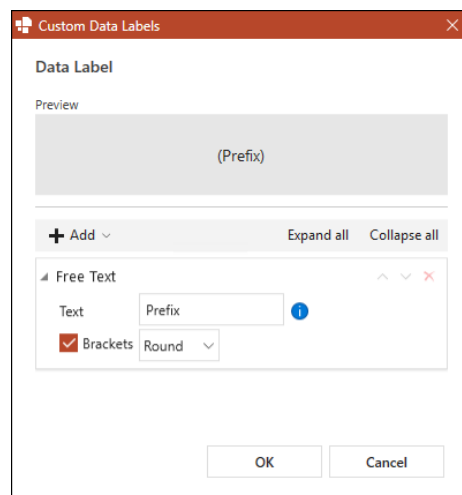 Custom Data Labels
Data Label
Preview
(Prefix)
Add Expand all Collapse all
Free Text
Text Prefix
Brackets Round
OK Cancel